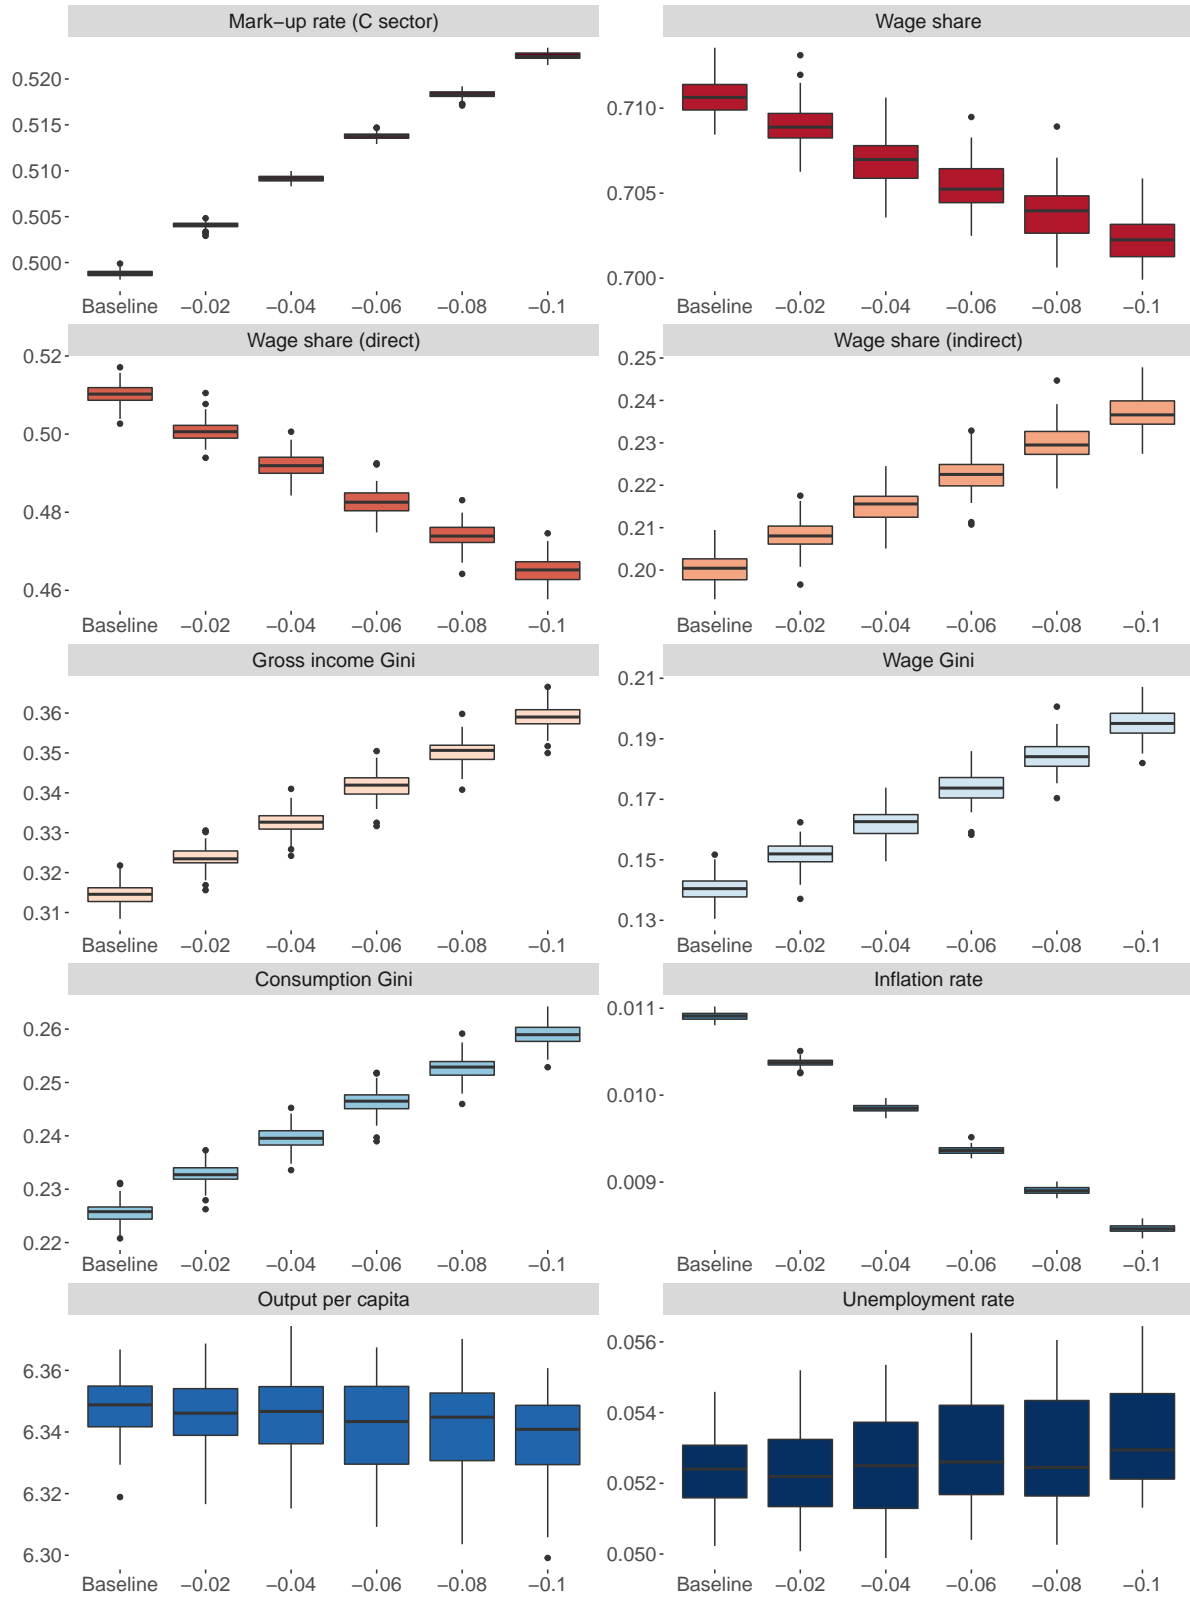 Mark−up rate (C sector)
0.520
0.515
0.510
0.505
0.500
Baseline −0.02 −0.04 −0.06 −0.08 −0.1
Wage share
0.710
0.705
0.700
Baseline −0.02 −0.04 −0.06 −0.08 −0.1
Wage share (direct)
0.52
0.50
0.48
0.46
Baseline −0.02 −0.04 −0.06 −0.08 −0.1
Wage share (indirect)
0.25
0.24
0.23
0.22
0.21
0.20
Baseline −0.02 −0.04 −0.06 −0.08 −0.1
Gross income Gini
0.36
0.35
0.34
0.33
0.32
0.31
Baseline −0.02 −0.04 −0.06 −0.08 −0.1
Wage Gini
0.21
0.19
0.17
0.15
0.13
Baseline −0.02 −0.04 −0.06 −0.08 −0.1
Consumption Gini
0.26
0.25
0.24
0.23
0.22
Baseline −0.02 −0.04 −0.06 −0.08 −0.1
Inflation rate
0.011
0.010
0.009
Baseline −0.02 −0.04 −0.06 −0.08 −0.1
Output per capita
6.36
6.34
6.32
6.30
Baseline −0.02 −0.04 −0.06 −0.08 −0.1
Unemployment rate
0.056
0.054
0.052
0.050
Baseline −0.02 −0.04 −0.06 −0.08 −0.1